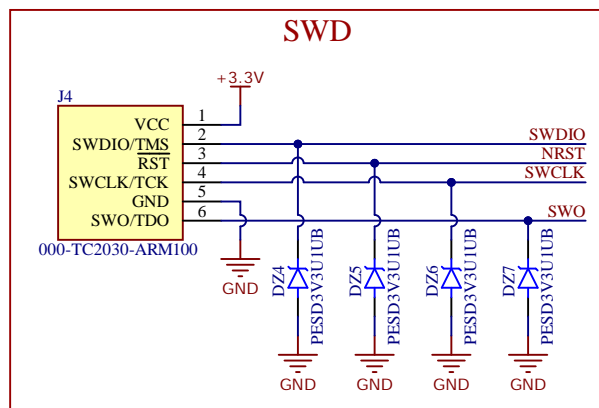 SWD
+3.3V
J4
VCC 1
SWDIO/TMS 2 SWDIO
RST 3 NRST
SWCLK/TCK 4 SWCLK
GND 5
SWO/TDO 6 SWO
000-TC2030-ARM100
GND
DZ4
PESD3V3U1UB
DZ5
PESD3V3U1UB
DZ6
PESD3V3U1UB
DZ7
PESD3V3U1UB
GND
GND
GND
GND